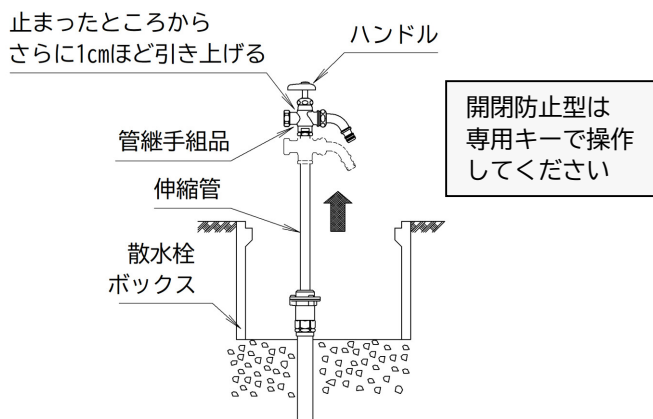 止まったところから
さらに1cmほど引き上げる
ハンドル
開閉防止型は
専用キーで操作
してください
管継手組品
伸縮管
散水栓
ボックス